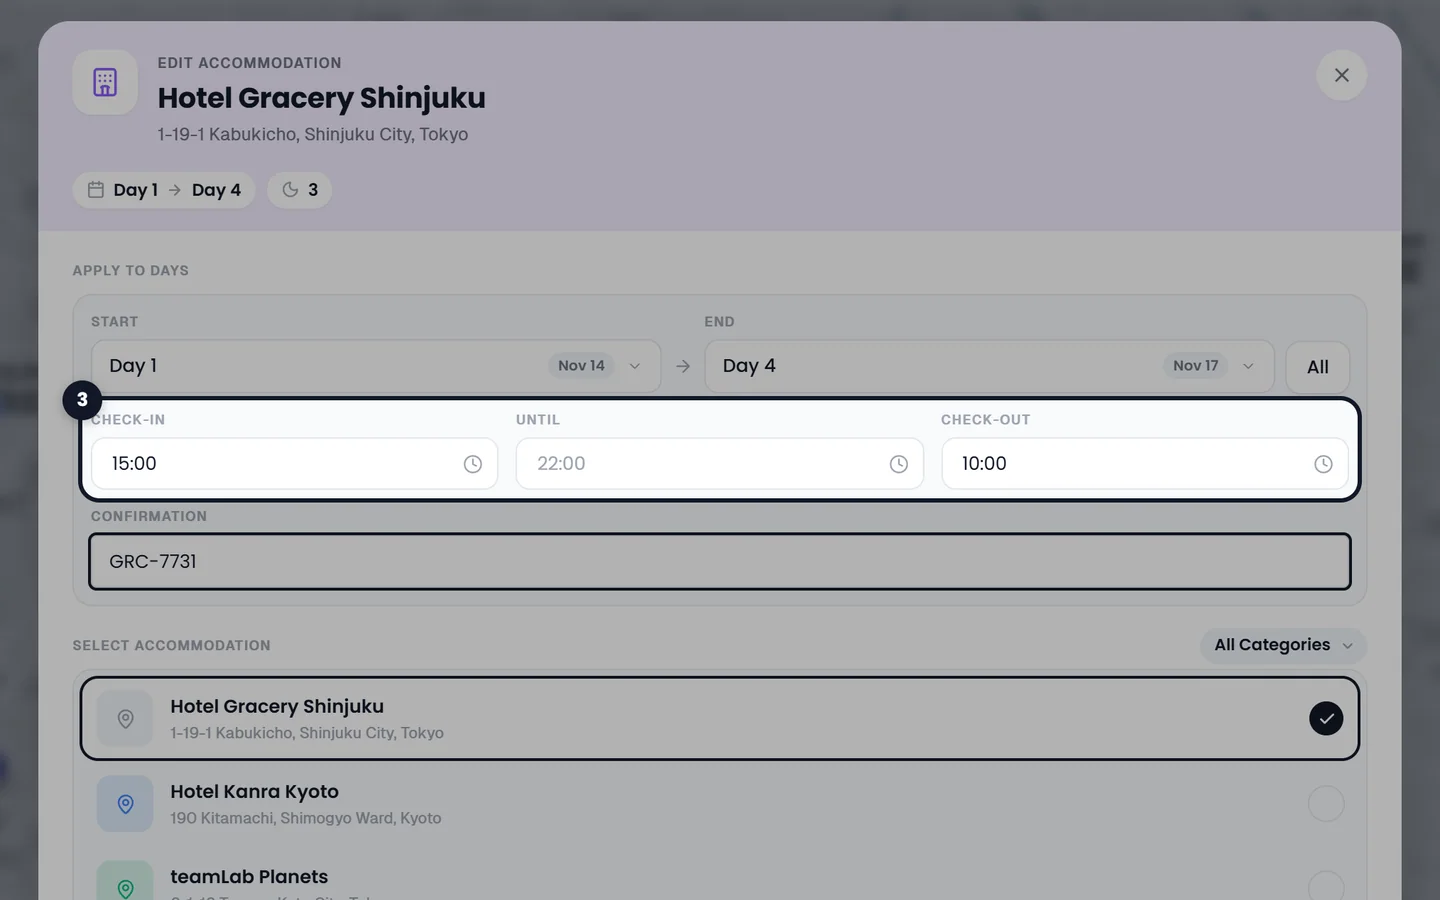 EDIT ACCOMMODATION
Hotel Gracery Shinjuku
1-19-1 Kabukicho, Shinjuku City, Tokyo
Day 1 → Day 4 3
APPLY TO DAYS
START END
Day 1 Nov 14 → Day 4 Nov 17 All
3
CHECK-IN UNTIL CHECK-OUT
15:00 22:00 10:00
CONFIRMATION
GRC-7731
SELECT ACCOMMODATION All Categories
Hotel Gracery Shinjuku
1-19-1 Kabukicho, Shinjuku City, Tokyo
Hotel Kanra Kyoto
190 Kitamachi, Shimogyo Ward, Kyoto
teamLab Planets